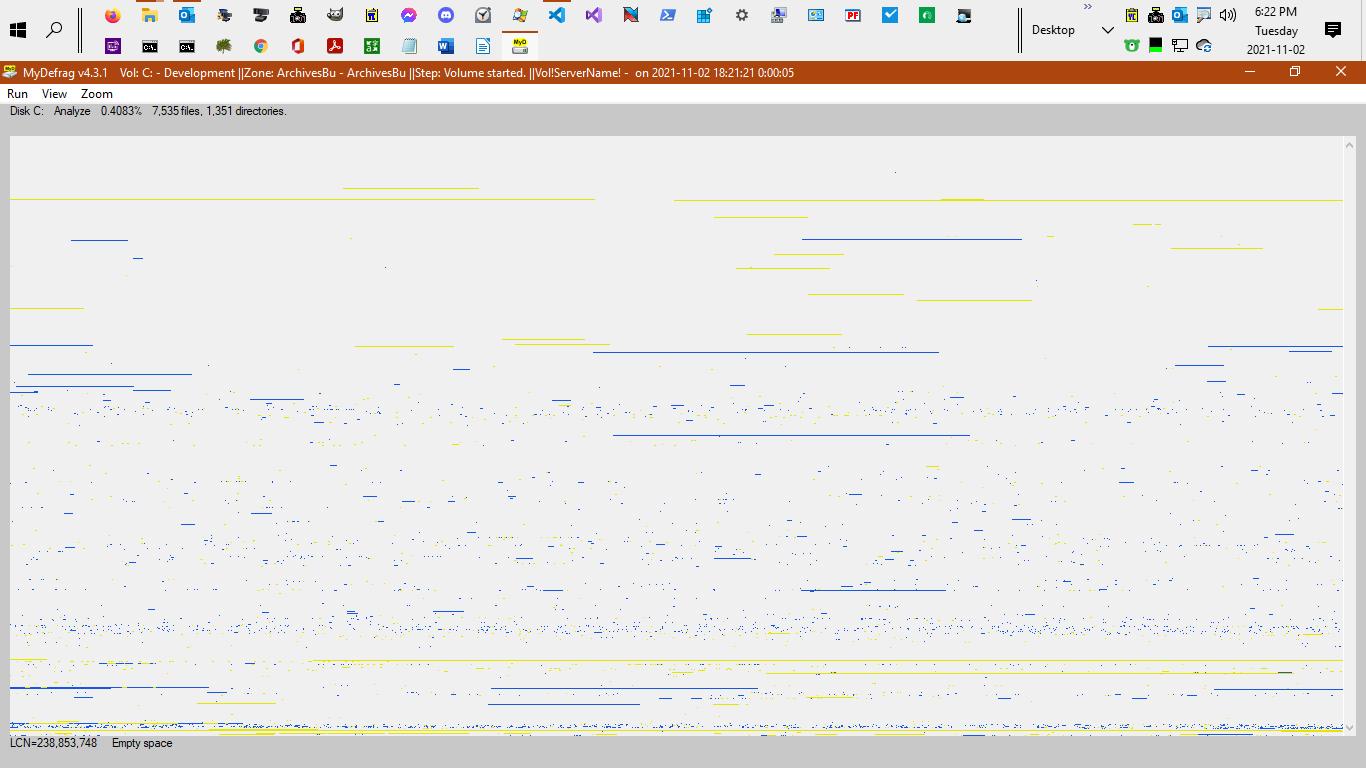 6:22 PM
Desktop
Tuesday
2021-11-02
MyDefrag v4.3.1 Vol: C: - Development ||Zone: ArchivesBu - ArchivesBu ||Step: Volume started. ||Vol!ServerName! - on 2021-11-02 18:21:21 0:00:05
Run View Zoom
Disk C: Analyze 0.4083% 7,535 files, 1,351 directories.
LCN=238,853,748 Empty space